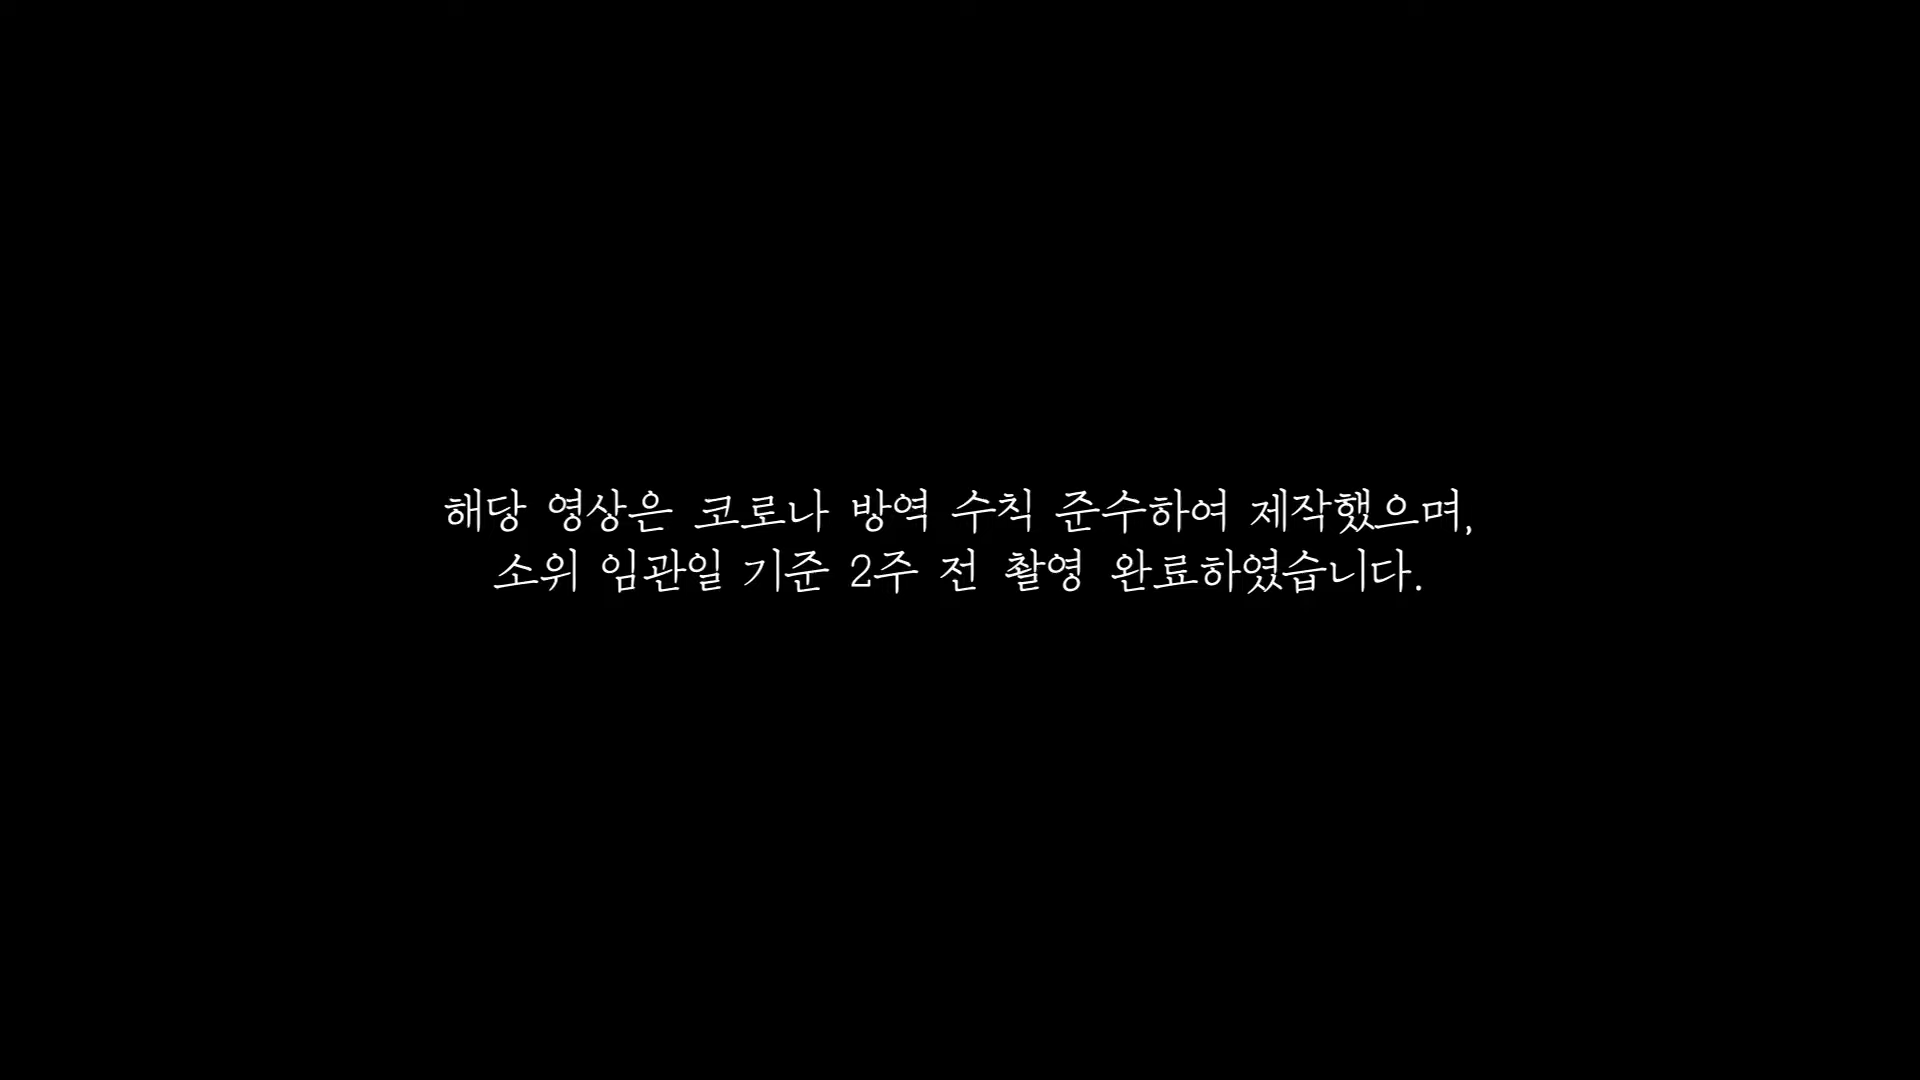 해당 영상은 코로나 방역 수칙 준수하여 제작했으며,
소위 임관일 기준 2주 전 촬영 완료하였습니다.